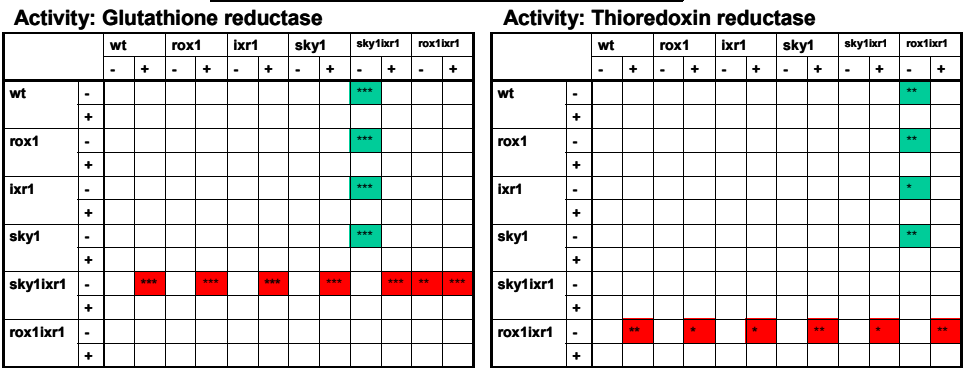 Activity: Glutathione reductase
wt rox1 ixr1 sky1 sky1ixr1 rox1ixr1
- + - + - + - + - + - +
wt - ***
+
rox1 - ***
+
ixr1 - ***
+
sky1 - ***
+
sky1ixr1 - *** *** *** *** *** ** ***
+
rox1ixr1 -
+
Activity: Thioredoxin reductase
wt rox1 ixr1 sky1 sky1ixr1 rox1ixr1
- + - + - + - + - + - +
wt - **
+
rox1 - **
+
ixr1 - *
+
sky1 - **
+
sky1ixr1 -
+
rox1ixr1 - ** * * ** * **
+